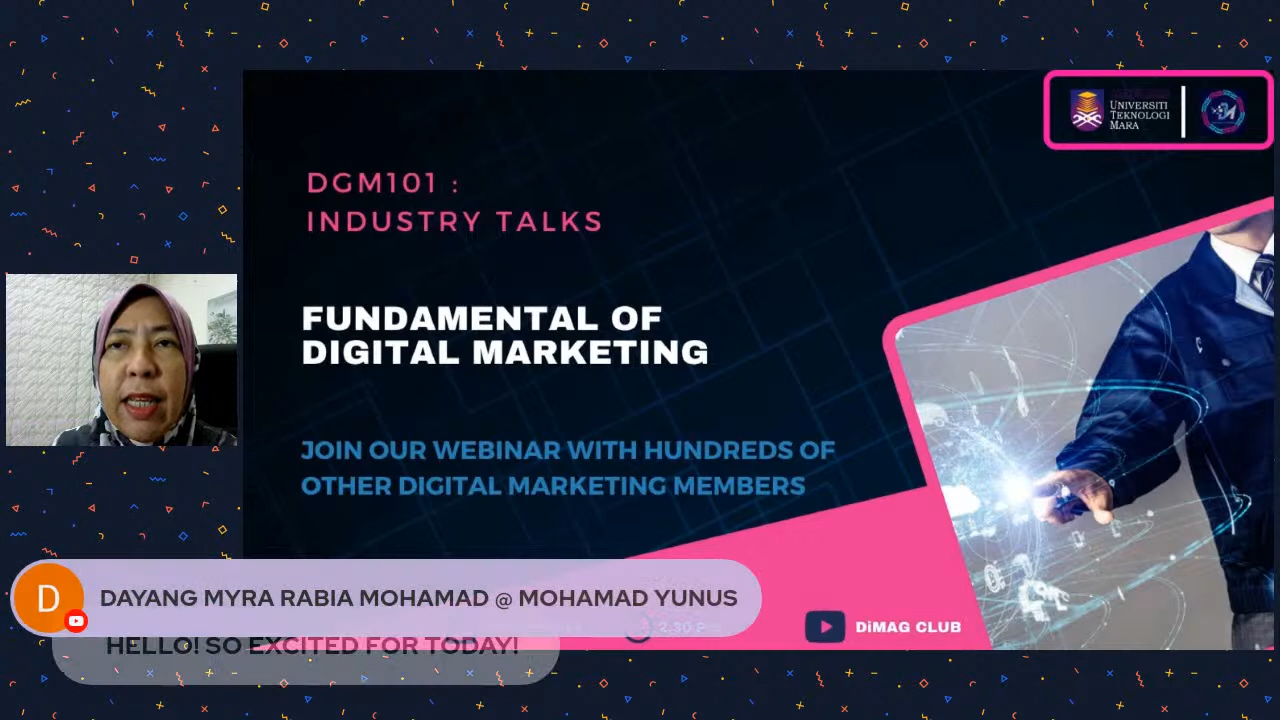 UNIVERSITI
TEKNOLOGI
MARA
DGM101 :
INDUSTRY TALKS
FUNDAMENTAL OF
DIGITAL MARKETING
JOIN OUR WEBINAR WITH HUNDREDS OF
OTHER DIGITAL MARKETING MEMBERS
D
DAYANG MYRA RABIA MOHAMAD @ MOHAMAD YUNUS
HELLO! SO EXCITED FOR TODAY!
DiMAG CLUB